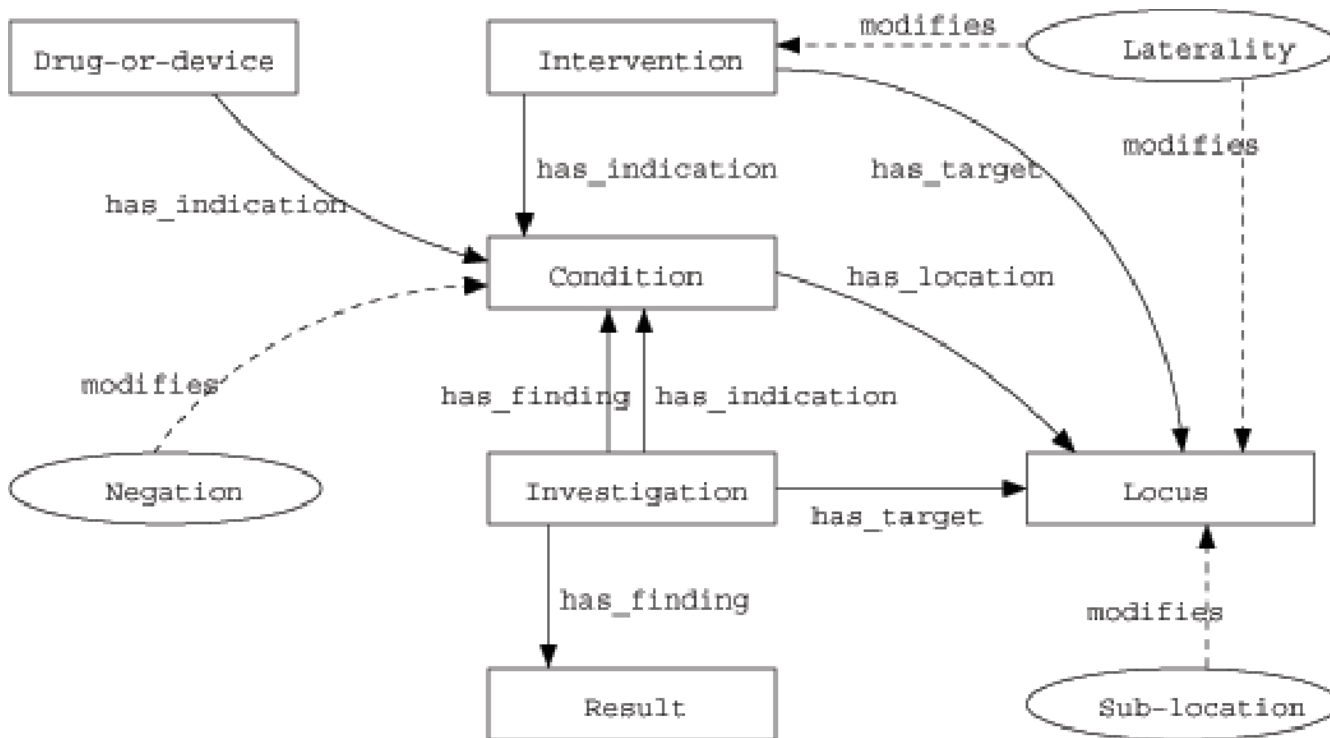 modifies
Drug-or-device
Intervention
Laterality
modifies
has_indication
has_target
has_indication
Condition
has_location
modifies
has_finding
has_indication
Negation
Investigation
Locus
has_target
has_finding
modifies
Result
Sub-location